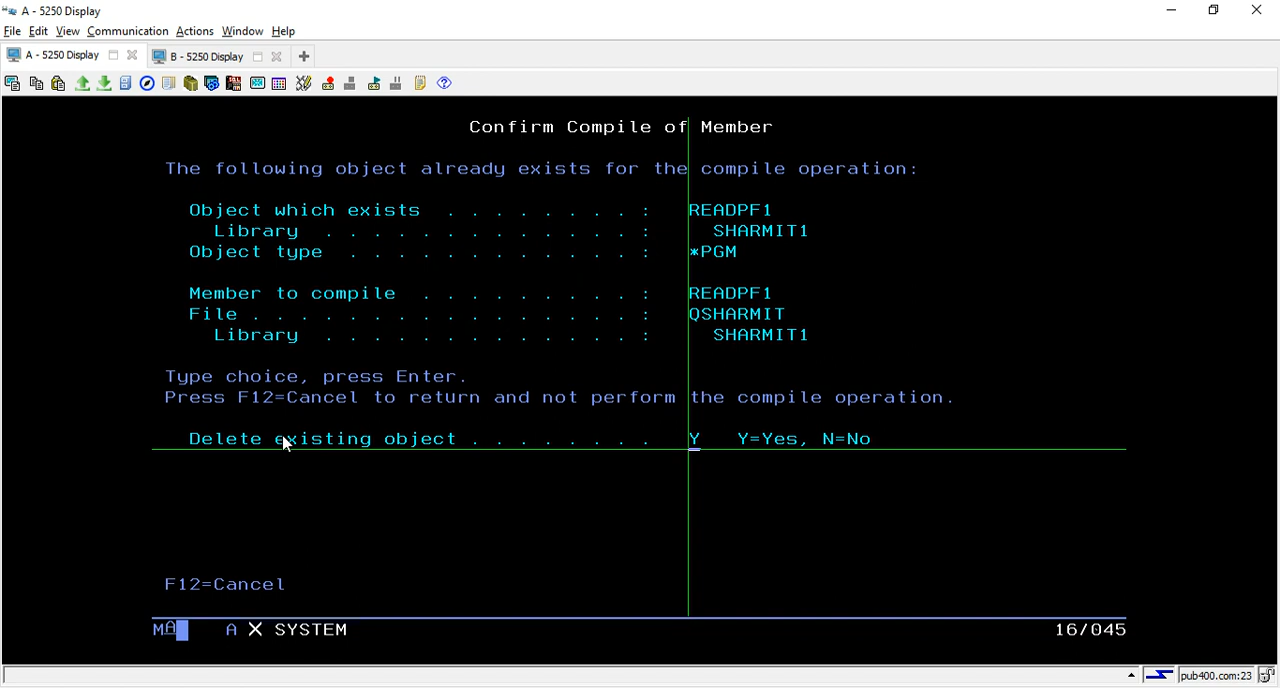 A - 5250 Display
File Edit View Communication Actions Window Help
A - 5250 Display B - 5250 Display
Confirm Compile of Member
The following object already exists for the compile operation:
Object which exists . . . . . . . . . : READPF1
Library . . . . . . . . . . . . . . : SHARMIT1
Object type . . . . . . . . . . . . . : *PGM
Member to compile . . . . . . . . . . : READPF1
File . . . . . . . . . . . . . . . . . : QSHARMIT
Library . . . . . . . . . . . . . . : SHARMIT1
Type choice, press Enter.
Press F12=Cancel to return and not perform the compile operation.
Delete existing object . . . . . . . . Y Y=Yes, N=No
F12=Cancel
MA A X SYSTEM 16/045
pub400.com:23